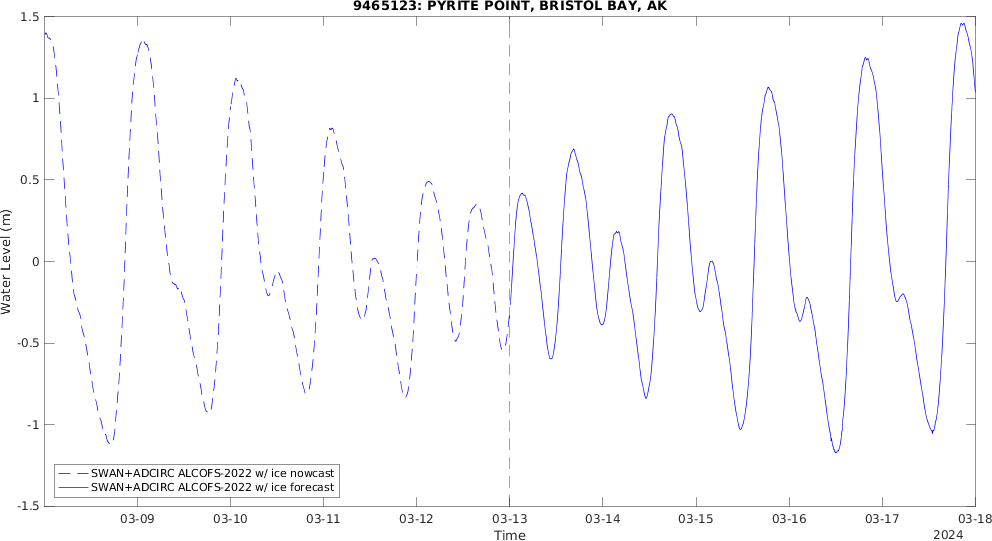 9465123: PYRITE POINT, BRISTOL BAY, AK
1.5
1
0.5
0
-0.5
-1
-1.5
Water Level (m)
SWAN+ADCIRC ALCOFS-2022 w/ ice nowcast
SWAN+ADCIRC ALCOFS-2022 w/ ice forecast
03-09 03-10 03-11 03-12 03-13 03-14 03-15 03-16 03-17 03-18
Time
2024